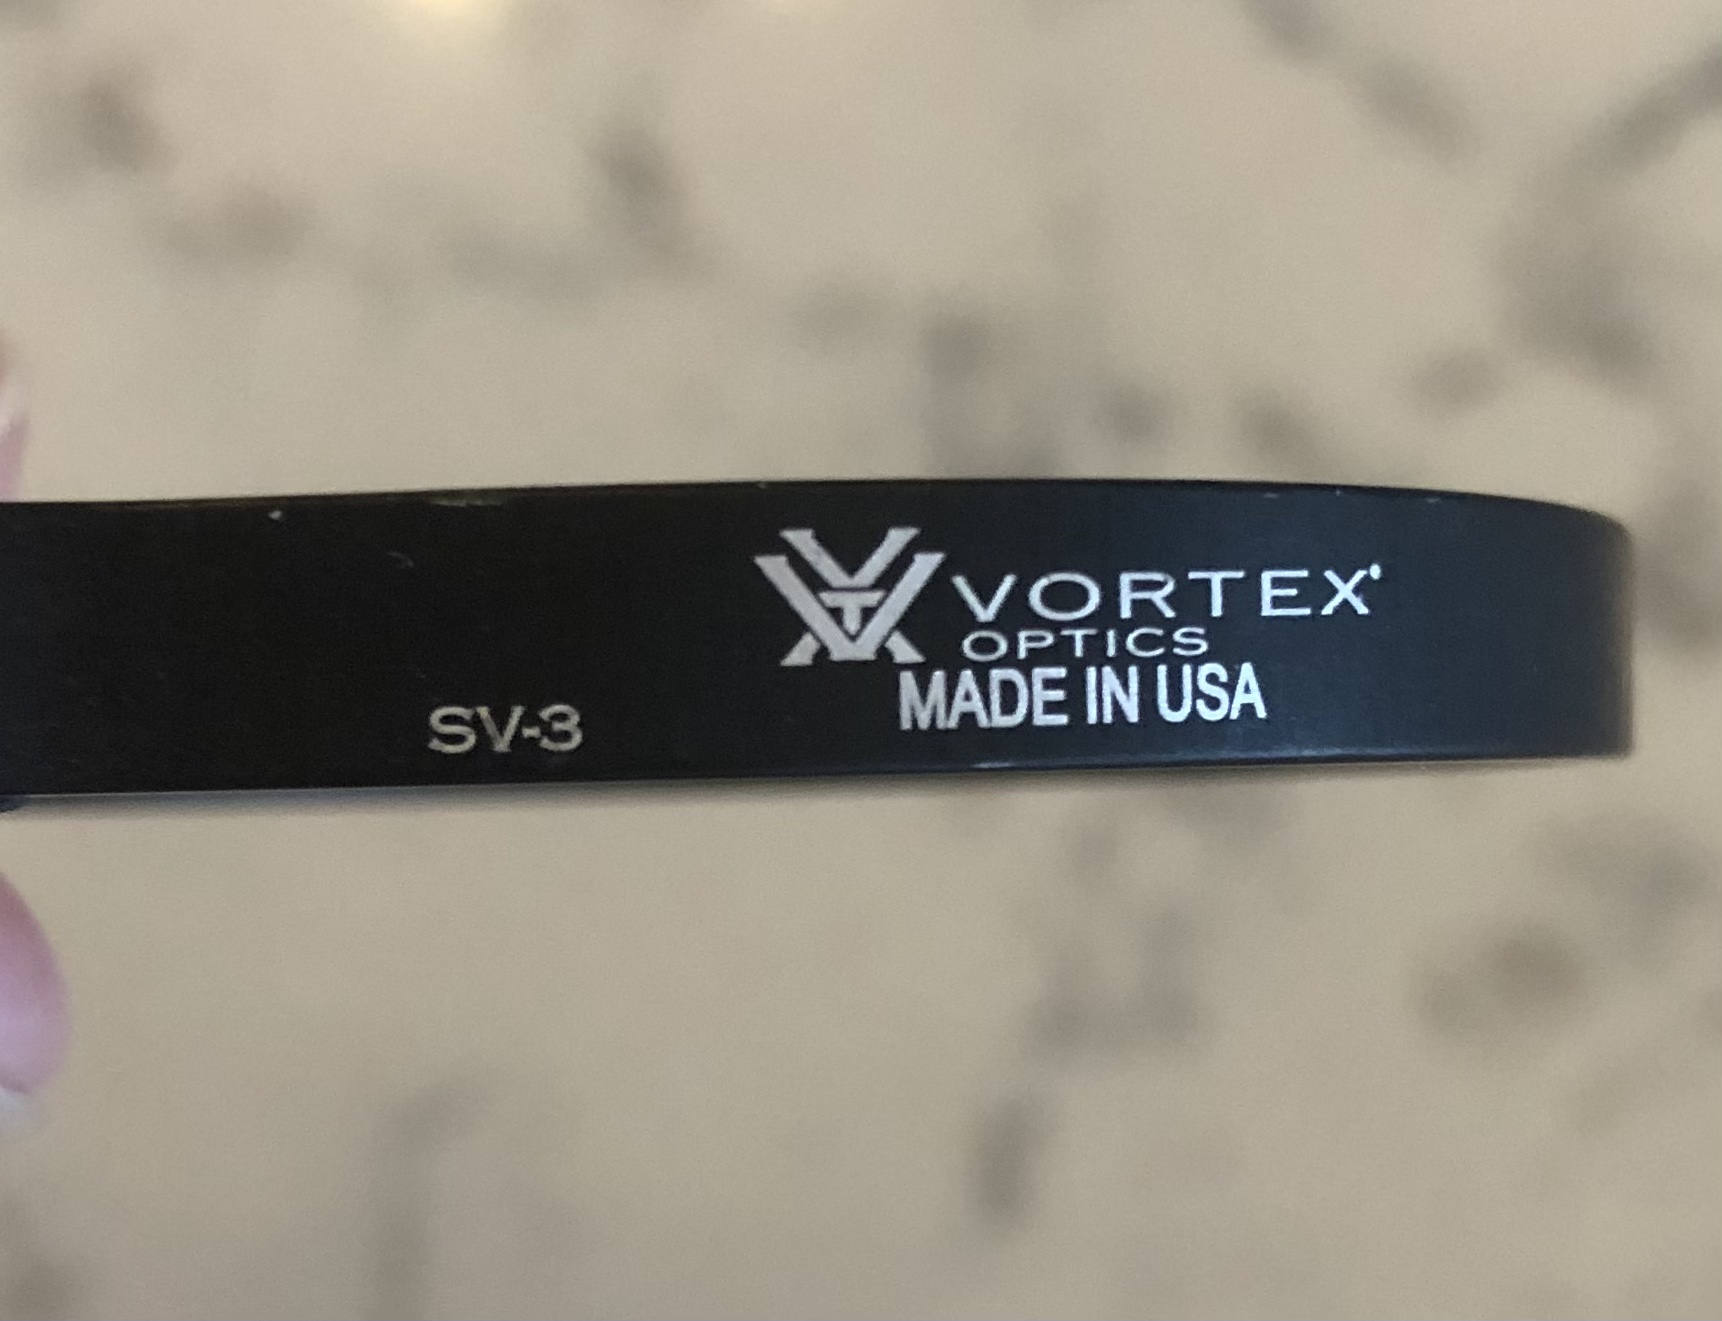 VORTEX
OPTICS
MADE IN USA
SV-3